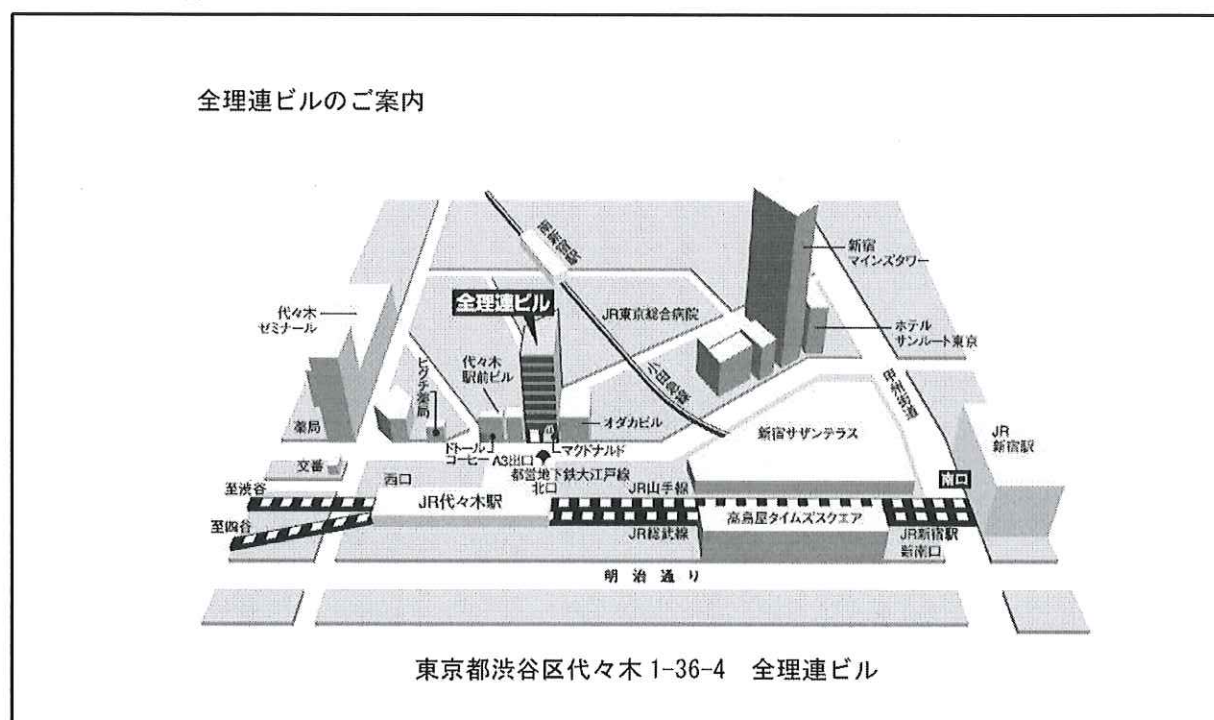 全理連ビルのご案内
南新宿駅
新宿
マインズタワー
全理連ビル
JR東京総合病院
代々木
ゼミナール
ホテル
サンルート東京
代々木
駅前ビル
ヒグチ薬局
小田急線
甲州街道
オダカビル
新宿サザンテラス
薬局
JR
新宿駅
ドトール
コーヒー
マクドナルド
A3出口
都営地下鉄大江戸線
北口
交番
西口
至渋谷
JR代々木駅
JR山手線
南口
至四谷
高島屋タイムズスクエア
JR総武線
JR新宿駅
新南口
明治通り
東京都渋谷区代々木1-36-4 全理連ビル